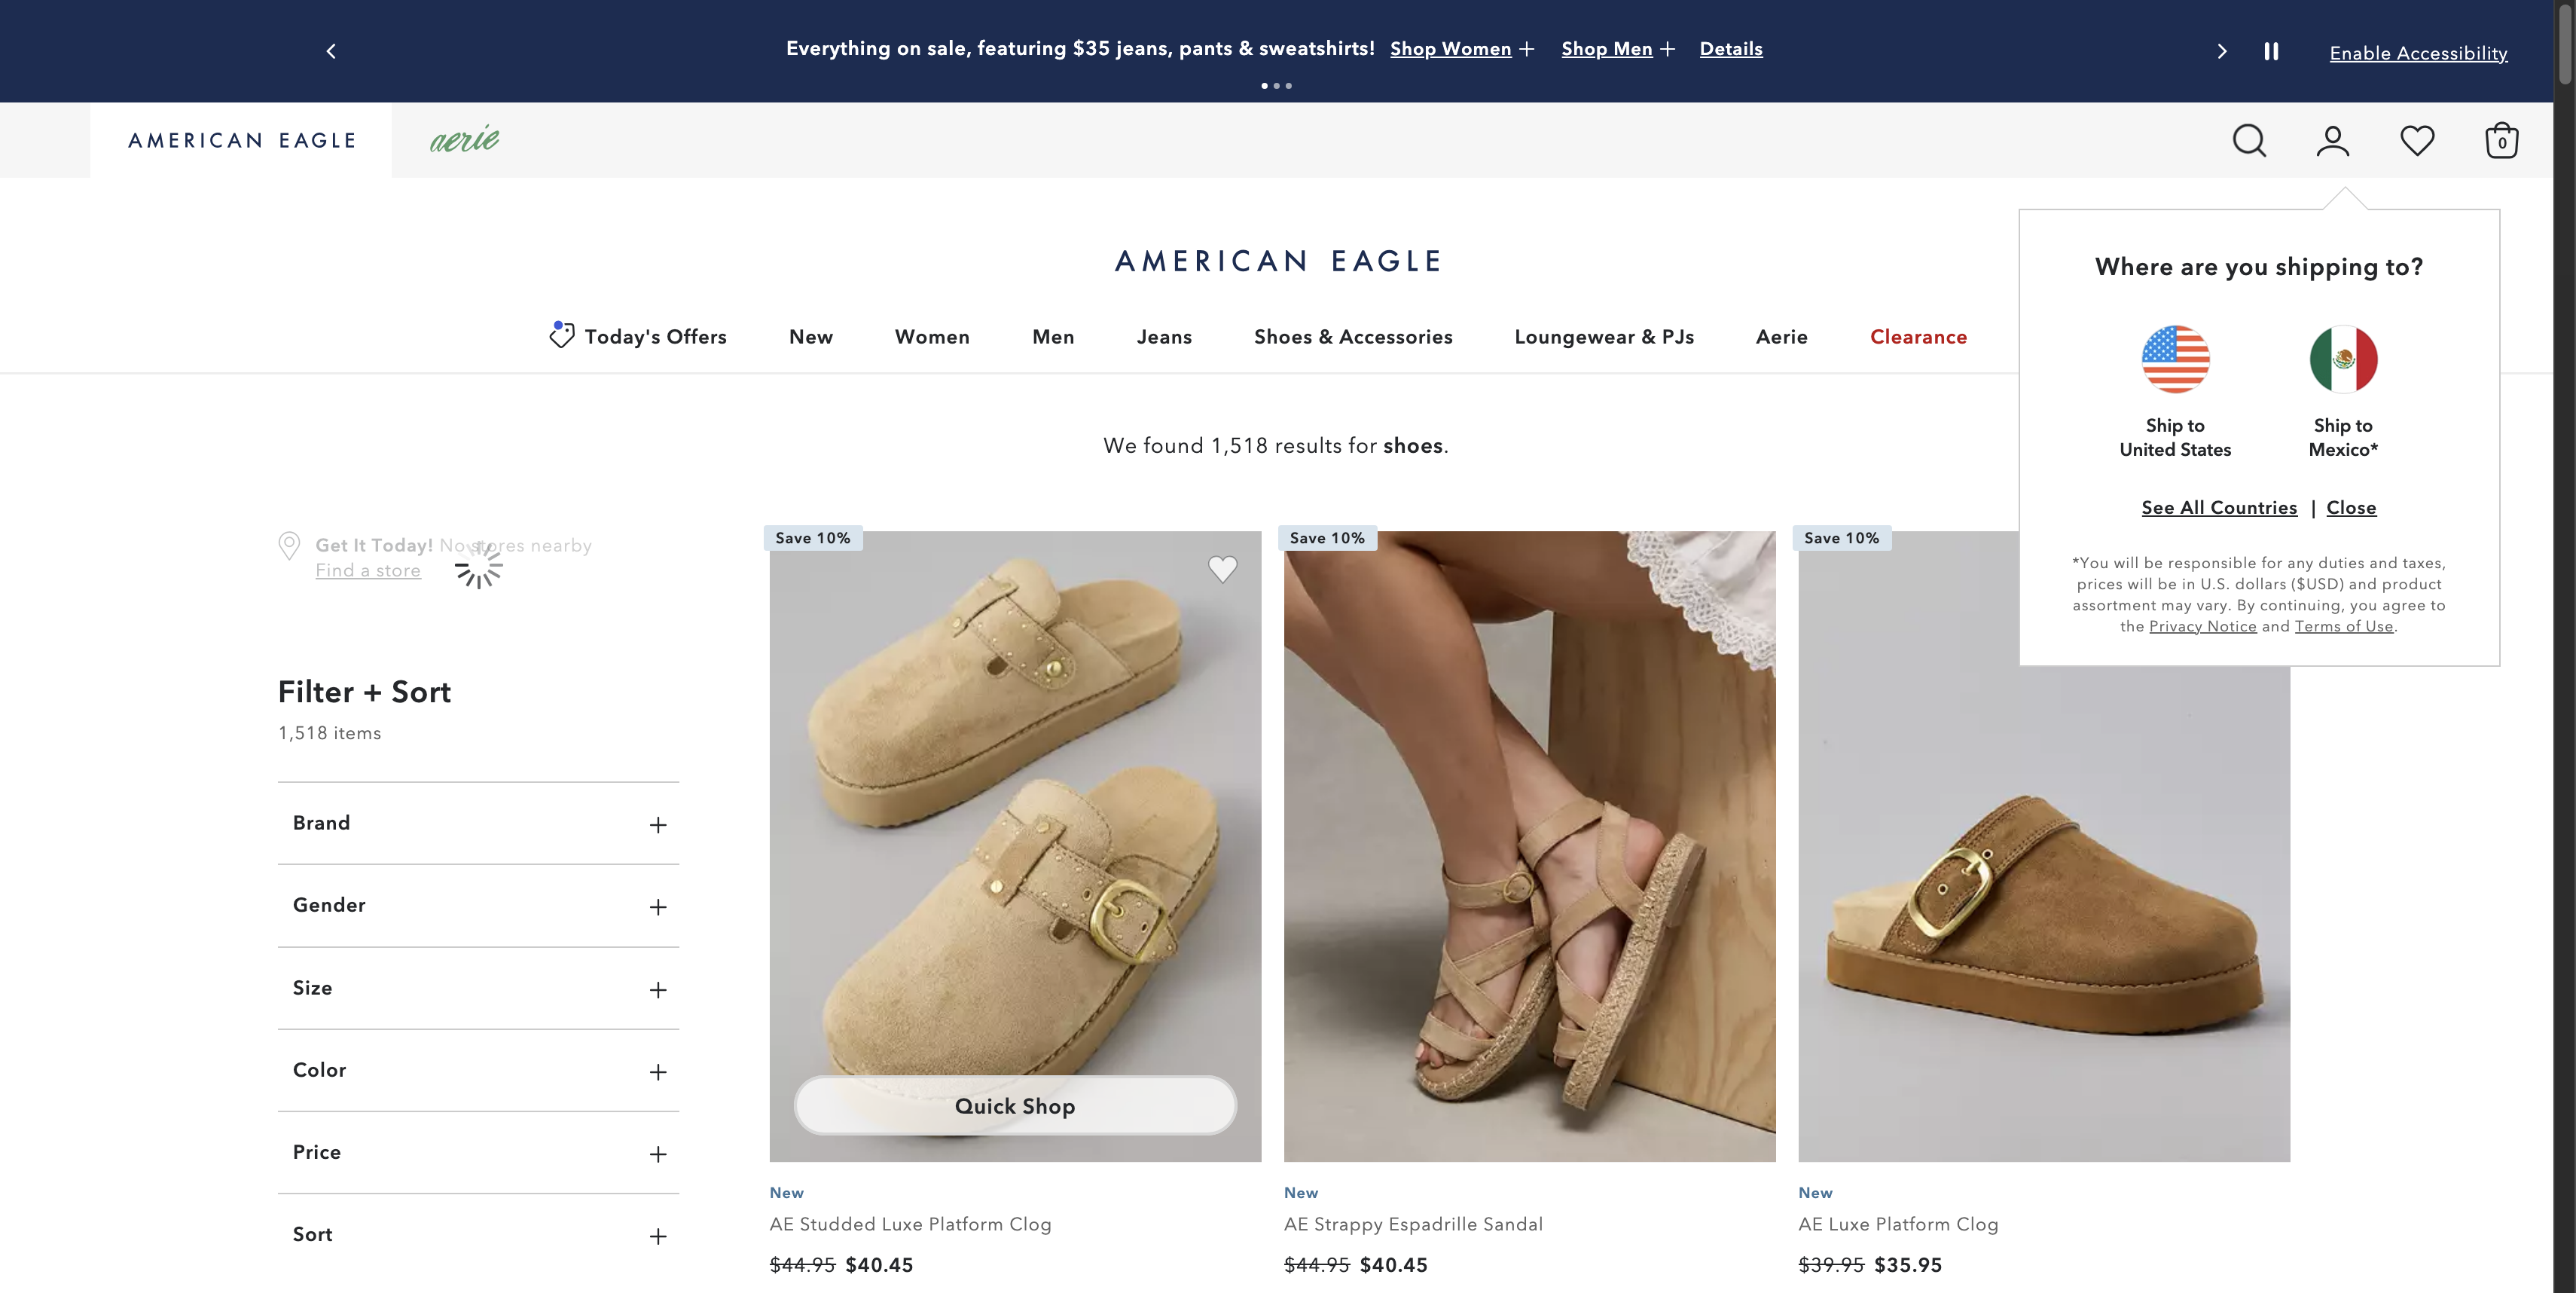 Everything on sale, featuring $35 jeans, pants & sweatshirts! Shop Women + Shop Men + Details
Enable Accessibility
AMERICAN EAGLE
aerie
0
AMERICAN EAGLE
Today's Offers New Women Men Jeans Shoes & Accessories Loungewear & PJs Aerie Clearance
Where are you shipping to?
Ship to
United States
Ship to
Mexico*
See All Countries | Close
*You will be responsible for any duties and taxes,
prices will be in U.S. dollars ($USD) and product
assortment may vary. By continuing, you agree to
the Privacy Notice and Terms of Use.
We found 1,518 results for shoes.
Get It Today! No stores nearby
Find a store
Filter + Sort
1,518 items
Brand
Gender
Size
Color
Price
Sort
Save 10%
Quick Shop
New
AE Studded Luxe Platform Clog
$44.95 $40.45
Save 10%
New
AE Strappy Espadrille Sandal
$44.95 $40.45
Save 10%
New
AE Luxe Platform Clog
$39.95 $35.95